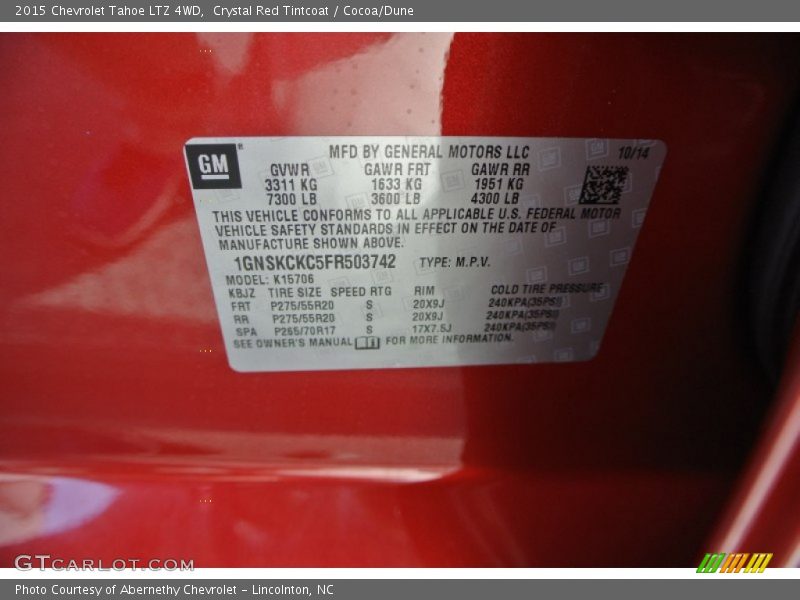 2015 Chevrolet Tahoe LTZ 4WD, Crystal Red Tintcoat / Cocoa/Dune
GM ®
MFD BY GENERAL MOTORS LLC 10/14
GVWR GAWR FRT GAWR RR
3311 KG 1633 KG 1951 KG
7300 LB 3600 LB 4300 LB
THIS VEHICLE CONFORMS TO ALL APPLICABLE U.S. FEDERAL MOTOR
VEHICLE SAFETY STANDARDS IN EFFECT ON THE DATE OF
MANUFACTURE SHOWN ABOVE.
1GNSKCKC5FR503742 TYPE: M.P.V.
MODEL: K15706
KBJZ TIRE SIZE SPEED RTG RIM COLD TIRE PRESSURE
FRT P275/55R20 S 20X9J 240KPA(35PSI)
RR P275/55R20 S 20X9J 240KPA(35PSI)
SPA P265/70R17 S 17X7.5J 240KPA(35PSI)
SEE OWNER'S MANUAL FOR MORE INFORMATION.
GTCARLOT.COM
Photo Courtesy of Abernethy Chevrolet – Lincolnton, NC